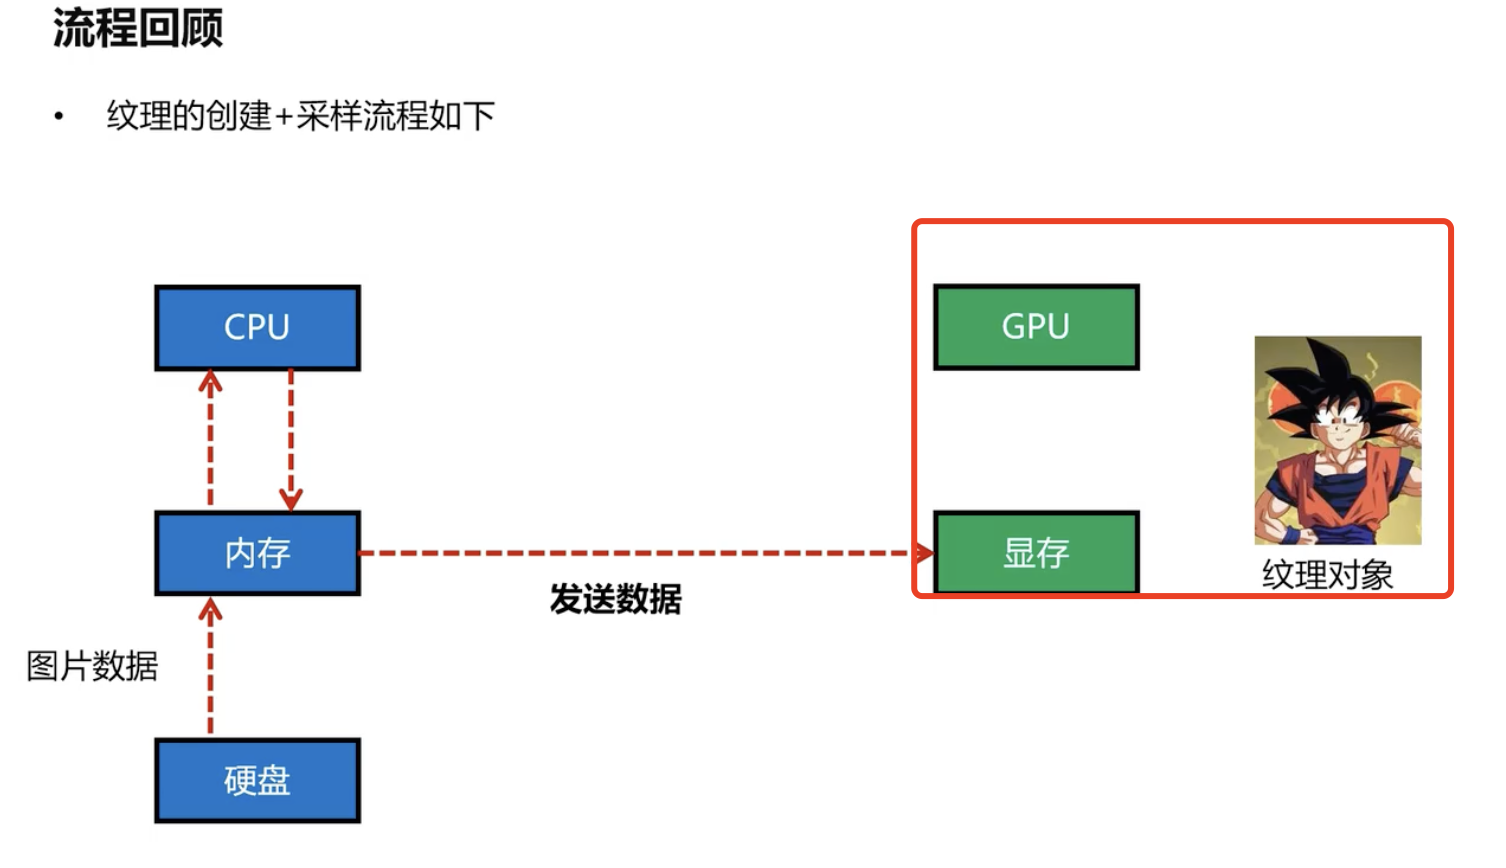 流程回顾
• 纹理的创建+采样流程如下
CPU
GPU
内存
显存
发送数据
纹理对象
图片数据
硬盘